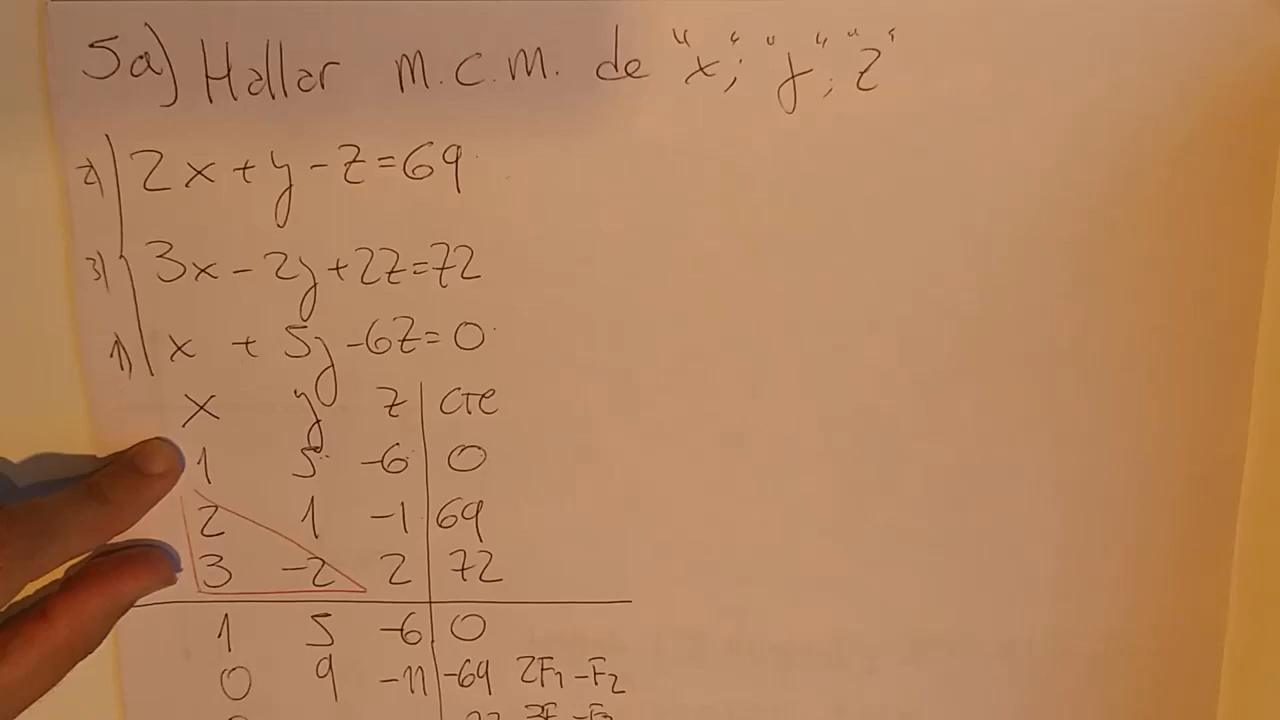 5a) Hallar m.c.m. de "x"; "y"; "z"
2) 2x + y - z = 69
3) 3x - 2y + 2z = 72
1) x + 5y - 6z = 0
x y z | cte
1 5 -6 | 0
2 1 -1 | 69
3 -2 2 | 72
1 5 -6 | 0
0 9 -11 | -69 2F₁ - F₂